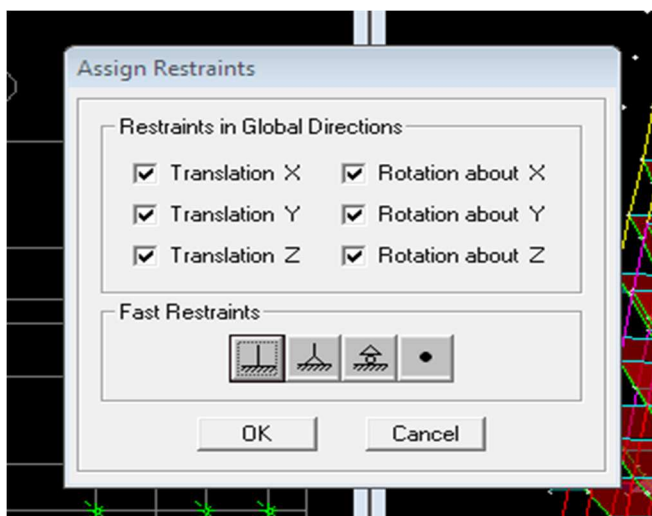 Assign Restraints
Restraints in Global Directions
Translation X Rotation about X
Translation Y Rotation about Y
Translation Z Rotation about Z
Fast Restraints
OK Cancel